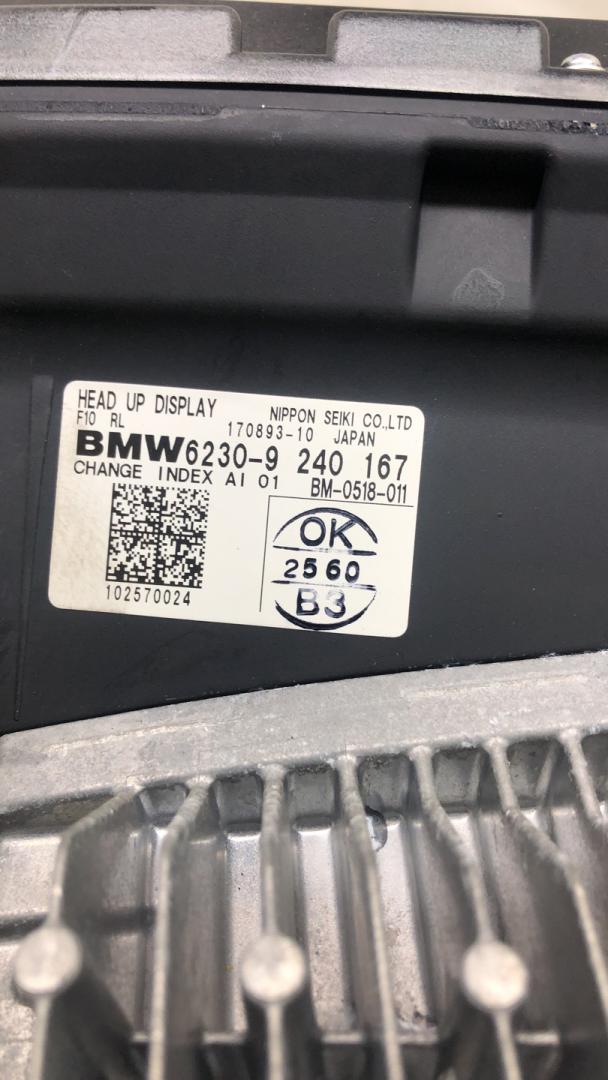 HEAD UP DISPLAY
NIPPON SEIKI CO.,LTD
F10 RL
170893-10 JAPAN
BMW6230-9 240 167
CHANGE INDEX AI 01
BM-0518-011
OK
2560
B3
102570024